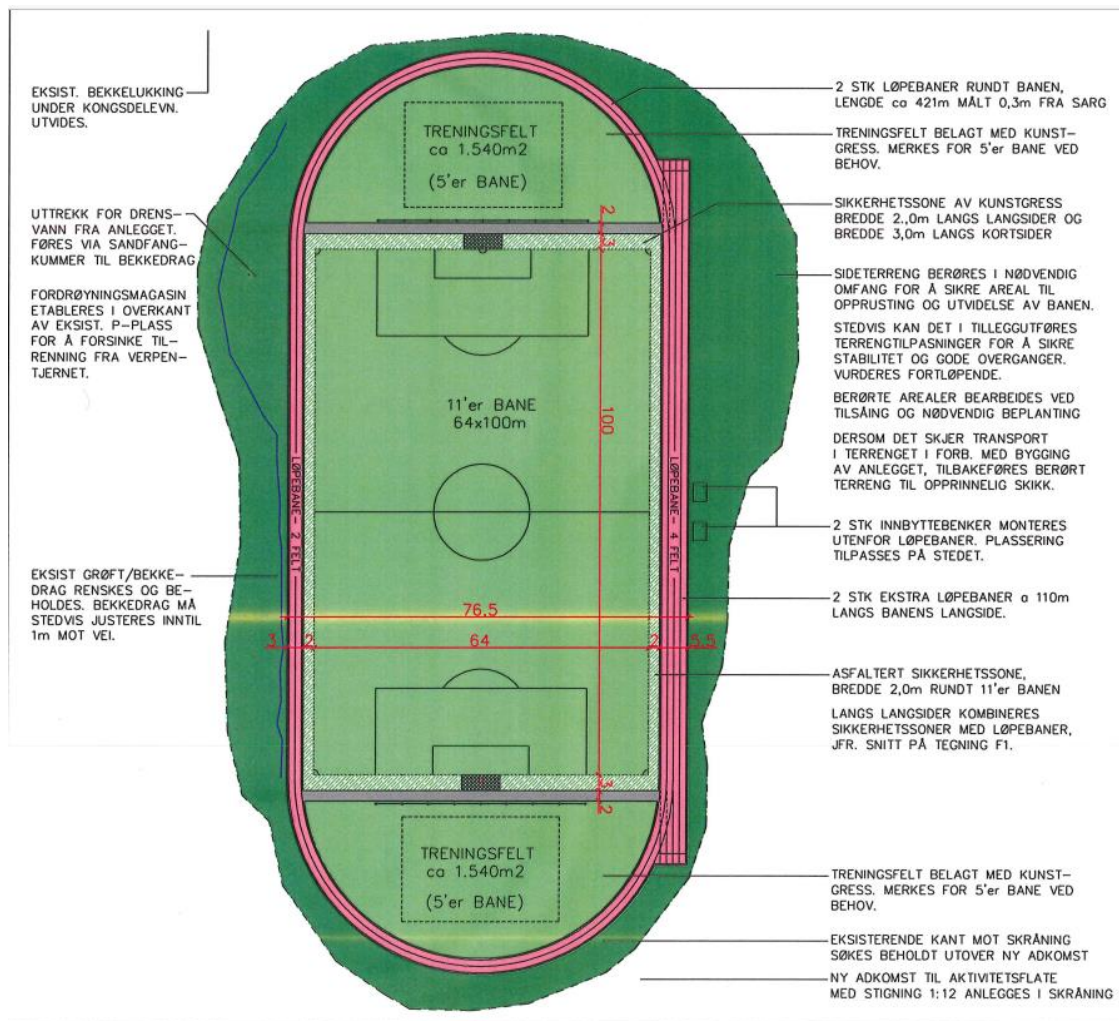 EKSIST. BEKKELUKKING
UNDER KONGSDELEVN.
UTVIDES.
UTTREKK FOR DRENS-
VANN FRA ANLEGGET.
FØRES VIA SANDFANG-
KUMMER TIL BEKKEDRAG
FORDRØYNINGSMAGASIN
ETABLERES I OVERKANT
AV EKSIST. P-PLASS
FOR Å FORSINKE TIL-
RENNING FRA VERPEN-
TJERNET.
EKSIST GRØFT/BEKKE-
DRAG RENSKES OG BE-
HOLDES. BEKKEDRAG MÅ
STEDVIS JUSTERES INNTIL
1m MOT VEI.
TRENINGSFELT
ca 1.540m2
(5'er BANE)
2
3
11'er BANE
64x100m
100
LØPEBANE- 2 FELT
LØPEBANE- 4 FELT
76.5
3
2
64
2
5.5
3
2
TRENINGSFELT
ca 1.540m2
(5'er BANE)
2 STK LØPEBANER RUNDT BANEN,
LENGDE ca 421m MÅLT 0,3m FRA SARG
TRENINGSFELT BELAGT MED KUNST-
GRESS. MERKES FOR 5'er BANE VED
BEHOV.
SIKKERHETSSONE AV KUNSTGRESS
BREDDE 2.,0m LANGS LANGSIDER OG
BREDDE 3,0m LANGS KORTSIDER
SIDETERRENG BERØRES I NØDVENDIG
OMFANG FOR Å SIKRE AREAL TIL
OPPRUSTING OG UTVIDELSE AV BANEN.
STEDVIS KAN DET I TILLEGGUTFØRES
TERRENGTILPASNINGER FOR Å SIKRE
STABILITET OG GODE OVERGANGER.
VURDERES FORTLØPENDE.
BERØRTE AREALER BEARBEIDES VED
TILSÅING OG NØDVENDIG BEPLANTING
DERSOM DET SKJER TRANSPORT
I TERRENGET I FORB. MED BYGGING
AV ANLEGGET, TILBAKEFØRES BERØRT
TERRENG TIL OPPRINNELIG SKIKK.
2 STK INNBYTTEBENKER MONTERES
UTENFOR LØPEBANER. PLASSERING
TILPASSES PÅ STEDET.
2 STK EKSTRA LØPEBANER a 110m
LANGS BANENS LANGSIDE.
ASFALTERT SIKKERHETSSONE,
BREDDE 2,0m RUNDT 11'er BANEN
LANGS LANGSIDER KOMBINERES
SIKKERHETSSONER MED LØPEBANER,
JFR. SNITT PÅ TEGNING F1.
TRENINGSFELT BELAGT MED KUNST-
GRESS. MERKES FOR 5'er BANE VED
BEHOV.
EKSISTERENDE KANT MOT SKRÅNING
SØKES BEHOLDT UTOVER NY ADKOMST
NY ADKOMST TIL AKTIVITETSFLATE
MED STIGNING 1:12 ANLEGGES I SKRÅNING